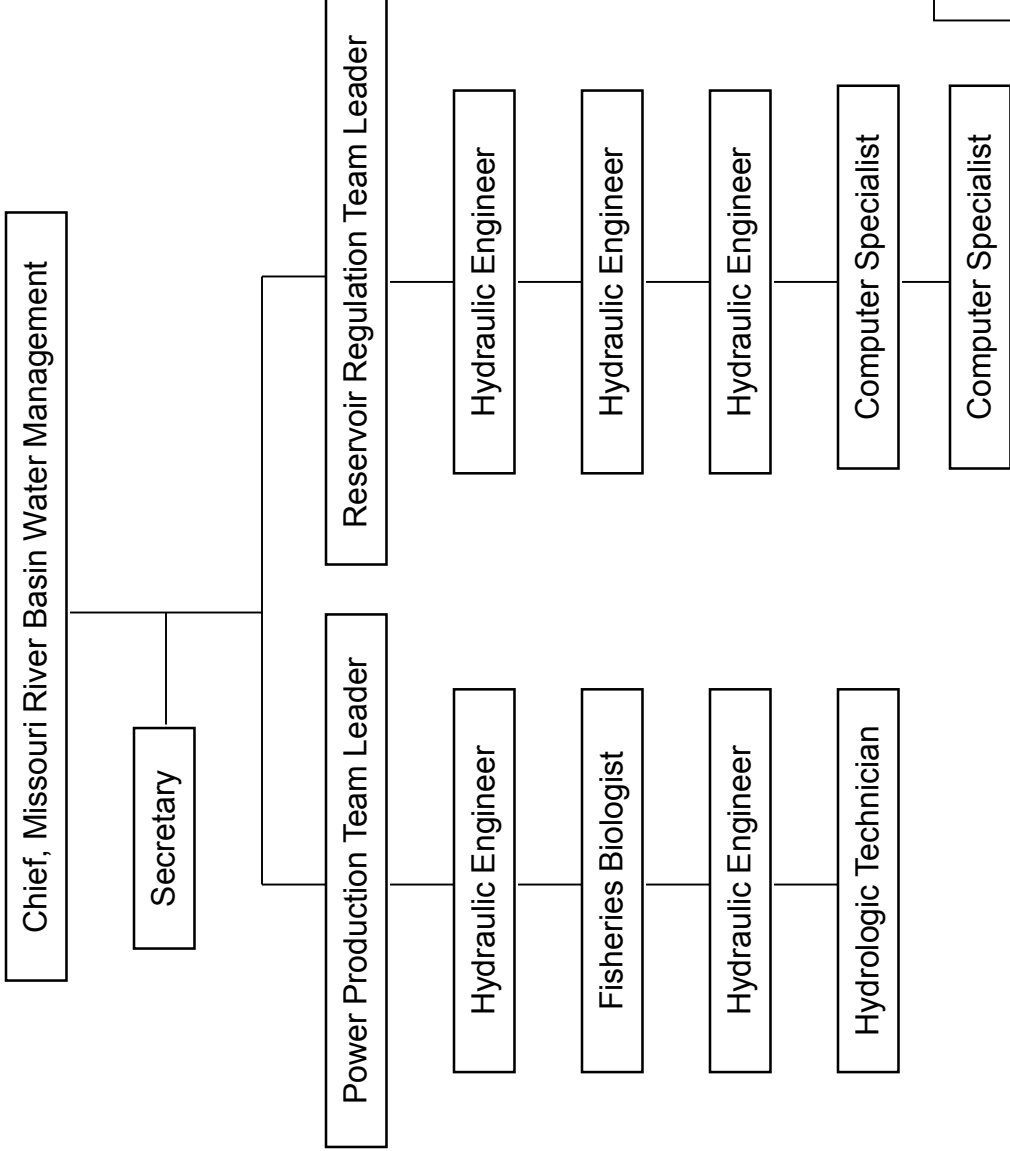 Chief, Missouri River Basin Water Management
Secretary
Power Production Team Leader
Hydraulic Engineer
Fisheries Biologist
Hydraulic Engineer
Hydrologic Technician
Reservoir Regulation Team Leader
Hydraulic Engineer
Hydraulic Engineer
Hydraulic Engineer
Computer Specialist
Computer Specialist